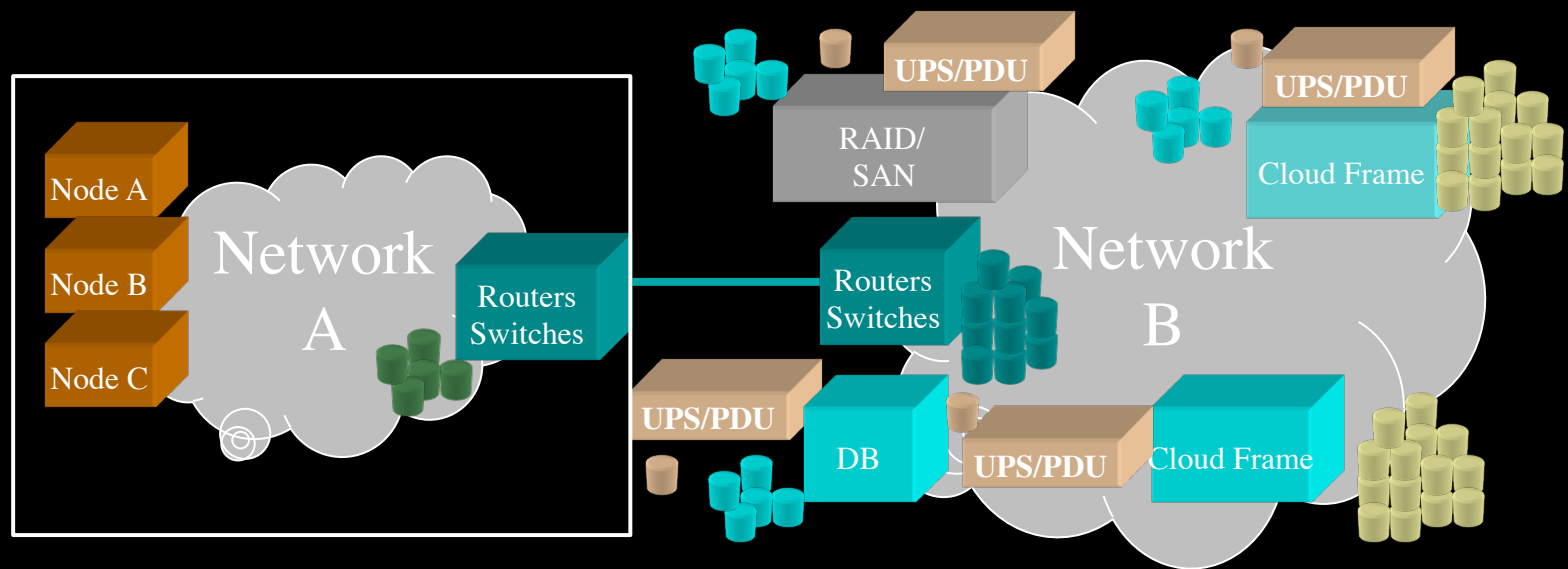 Node A
Node B
Node C
Network
A
Routers
Switches
UPS/PDU
RAID/
SAN
UPS/PDU
Cloud Frame
Routers
Switches
Network
B
UPS/PDU
DB
UPS/PDU
Cloud Frame